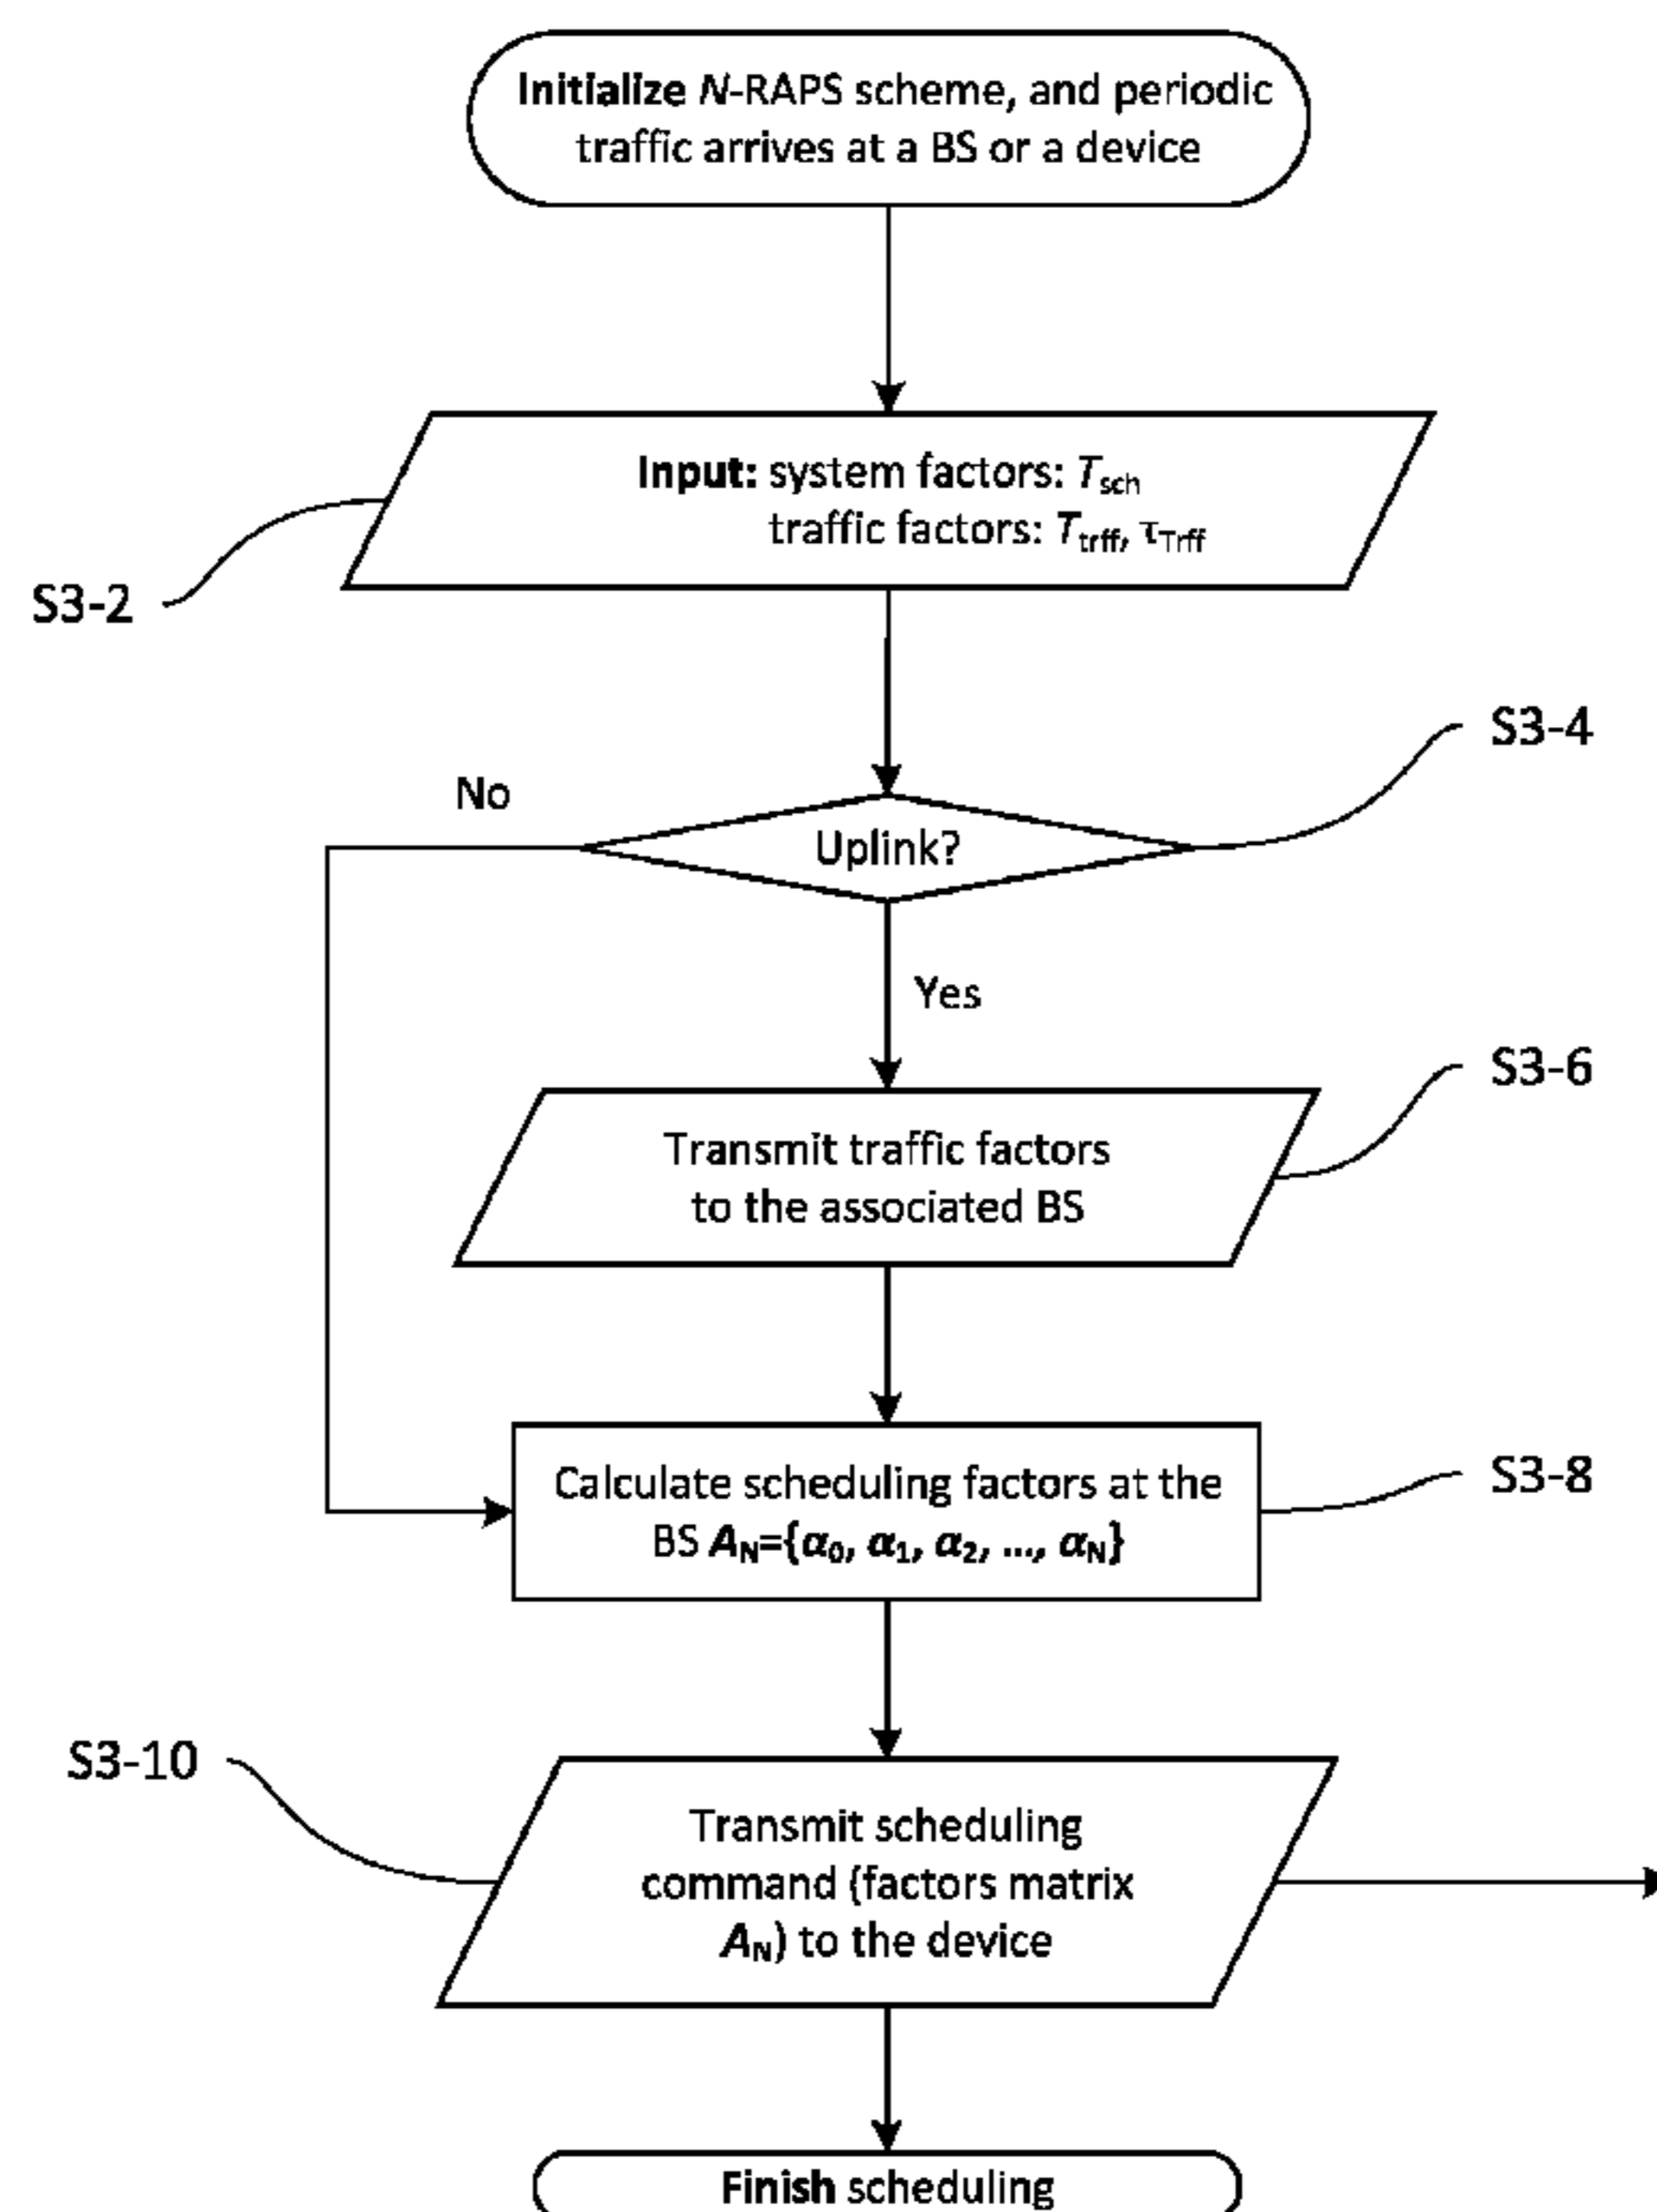 Initialize N-RAPS scheme, and periodic
traffic arrives at a BS or a device
Input: system factors: Tsch
traffic factors: Ttrff, τTrff
S3-2
S3-4
No
Uplink?
Yes
S3-6
Transmit traffic factors
to the associated BS
Calculate scheduling factors at the
BS AN={α0, α1, α2, ..., αN}
S3-8
S3-10
Transmit scheduling
command (factors matrix
AN) to the device
Finish scheduling